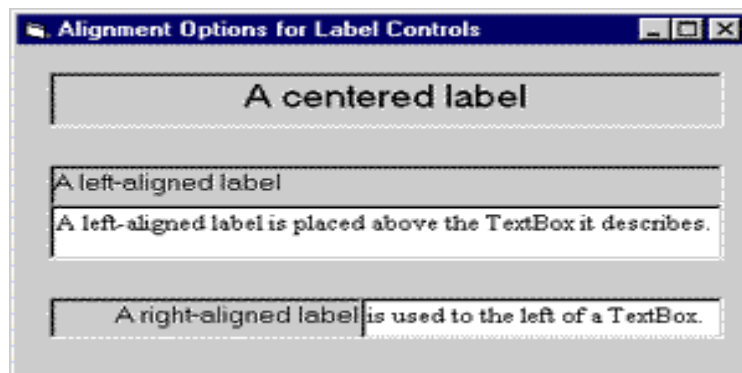 Alignment Options for Label Controls
A centered label
A left-aligned label
A left-aligned label is placed above the TextBox it describes.
A right-aligned label is used to the left of a TextBox.